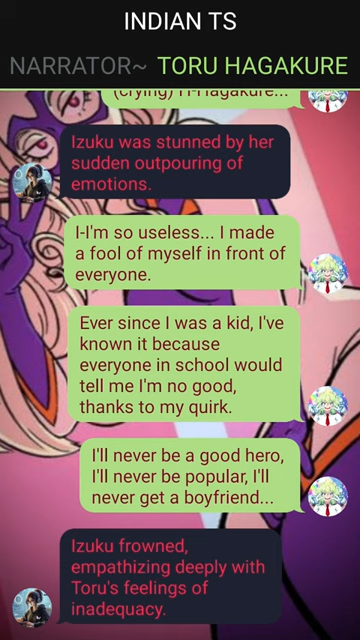 INDIAN TS
NARRATOR~ TORU HAGAKURE
(crying) H-Hagakure...
Izuku was stunned by her
sudden outpouring of
emotions.
I-I'm so useless... I made
a fool of myself in front of
everyone.
Ever since I was a kid, I've
known it because
everyone in school would
tell me I'm no good,
thanks to my quirk.
I'll never be a good hero,
I'll never be popular, I'll
never get a boyfriend...
Izuku frowned,
empathizing deeply with
Toru's feelings of
inadequacy.